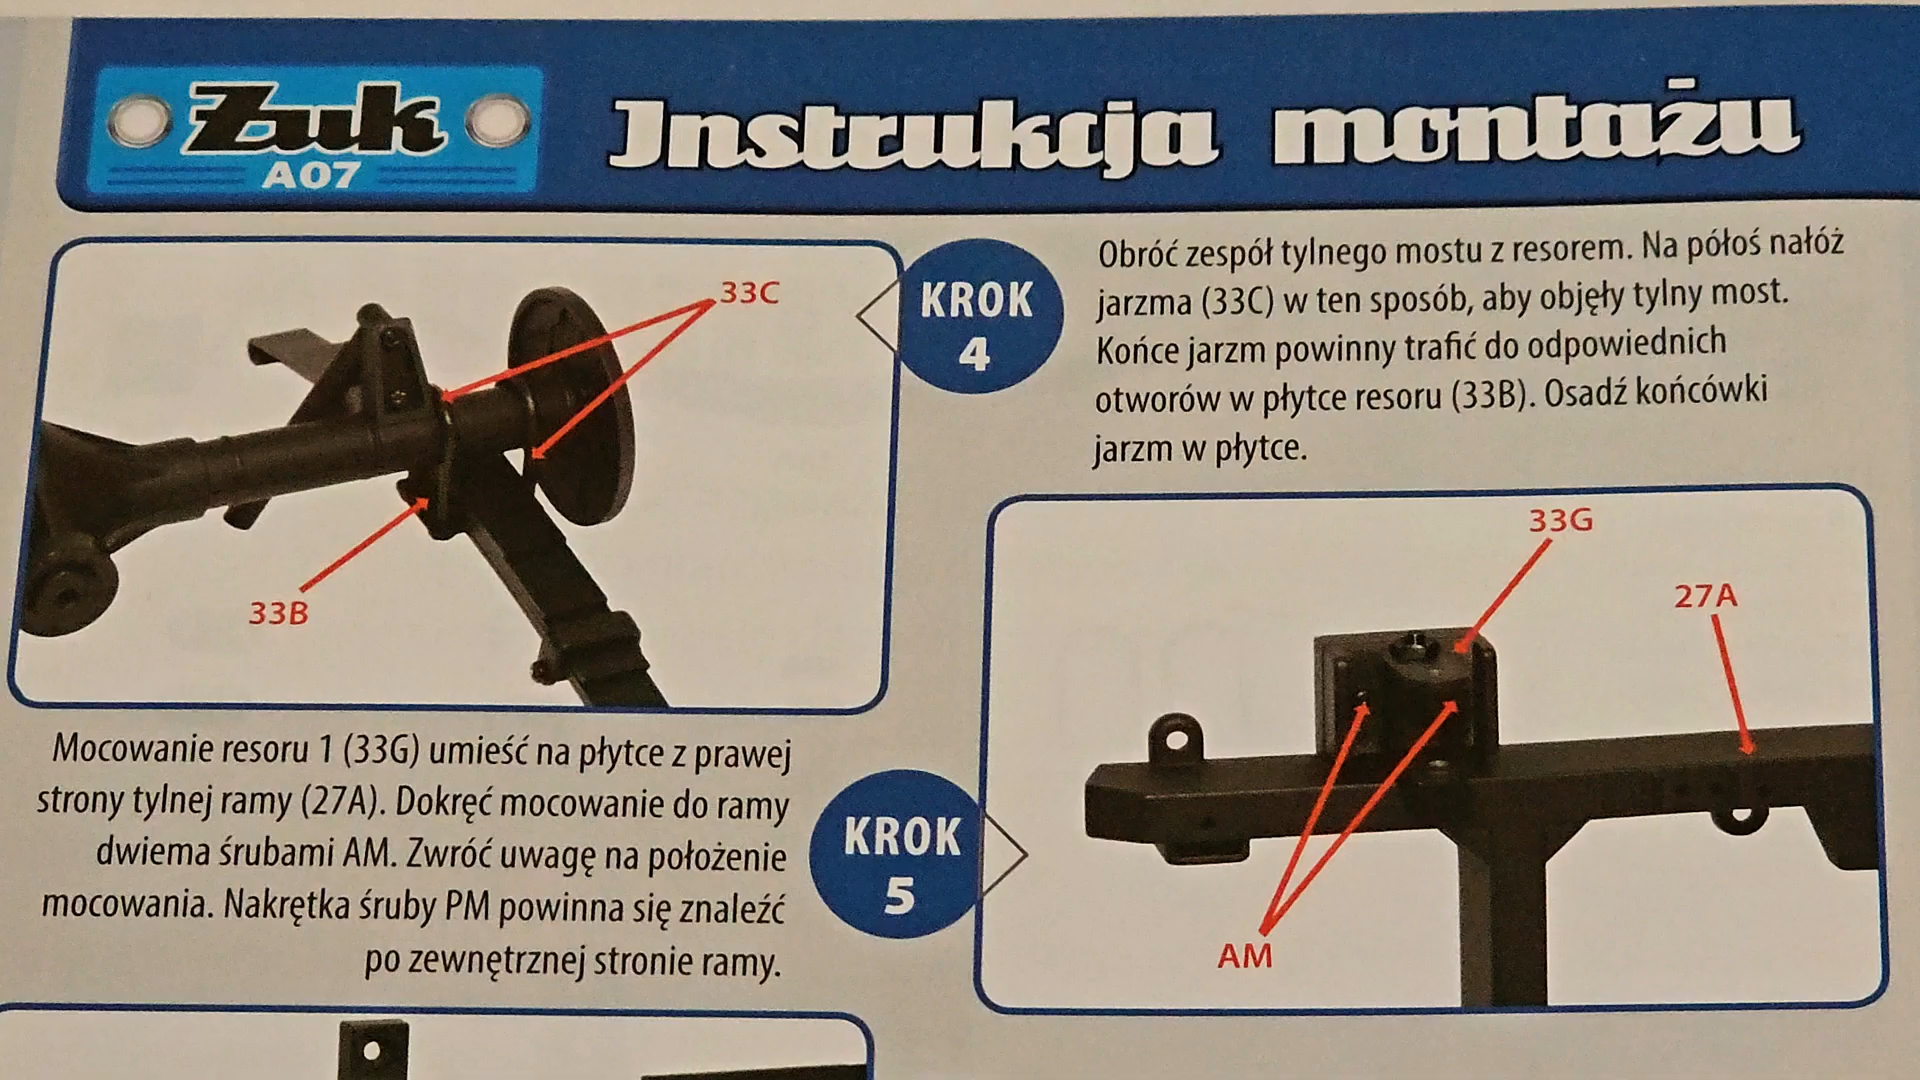 Żuk
A07
Instrukcja montażu
33C
33B
KROK
4
Obróć zespół tylnego mostu z resorem. Na półoś nałóż
jarzma (33C) w ten sposób, aby objęły tylny most.
Końce jarzm powinny trafić do odpowiednich
otworów w płytce resoru (33B). Osadź końcówki
jarzm w płytce.
Mocowanie resoru 1 (33G) umieść na płytce z prawej
strony tylnej ramy (27A). Dokręć mocowanie do ramy
dwiema śrubami AM. Zwróć uwagę na położenie
mocowania. Nakrętka śruby PM powinna się znaleźć
po zewnętrznej stronie ramy.
KROK
5
33G
27A
AM